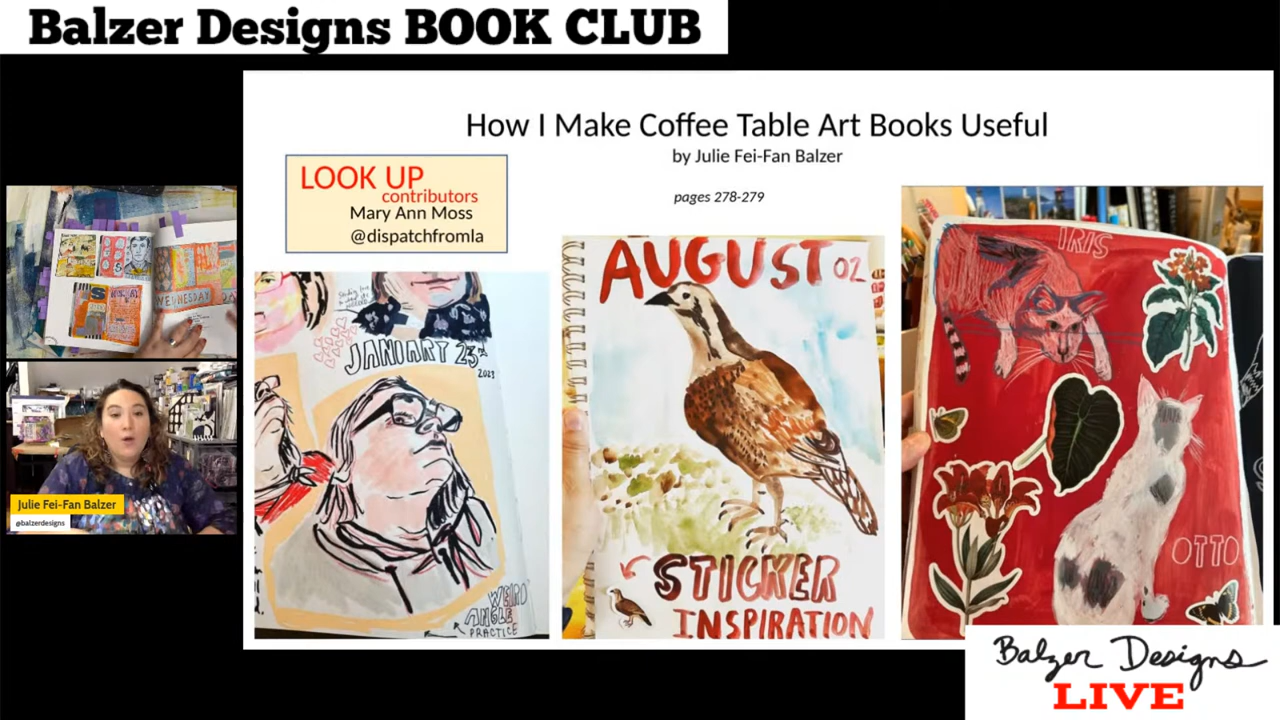 Balzer Designs BOOK CLUB
How I Make Coffee Table Art Books Useful
by Julie Fei-Fan Balzer
pages 278-279
LOOK UP
contributors
Mary Ann Moss
@dispatchfromla
JANUARY 23rd
2023
WEIRD
ANGLE
PRACTICE
AUGUST 02
STICKER
INSPIRATION
IRIS
OTTO
WEDNESDAY
Julie Fei-Fan Balzer
@balzerdesigns
Balzer Designs
LIVE